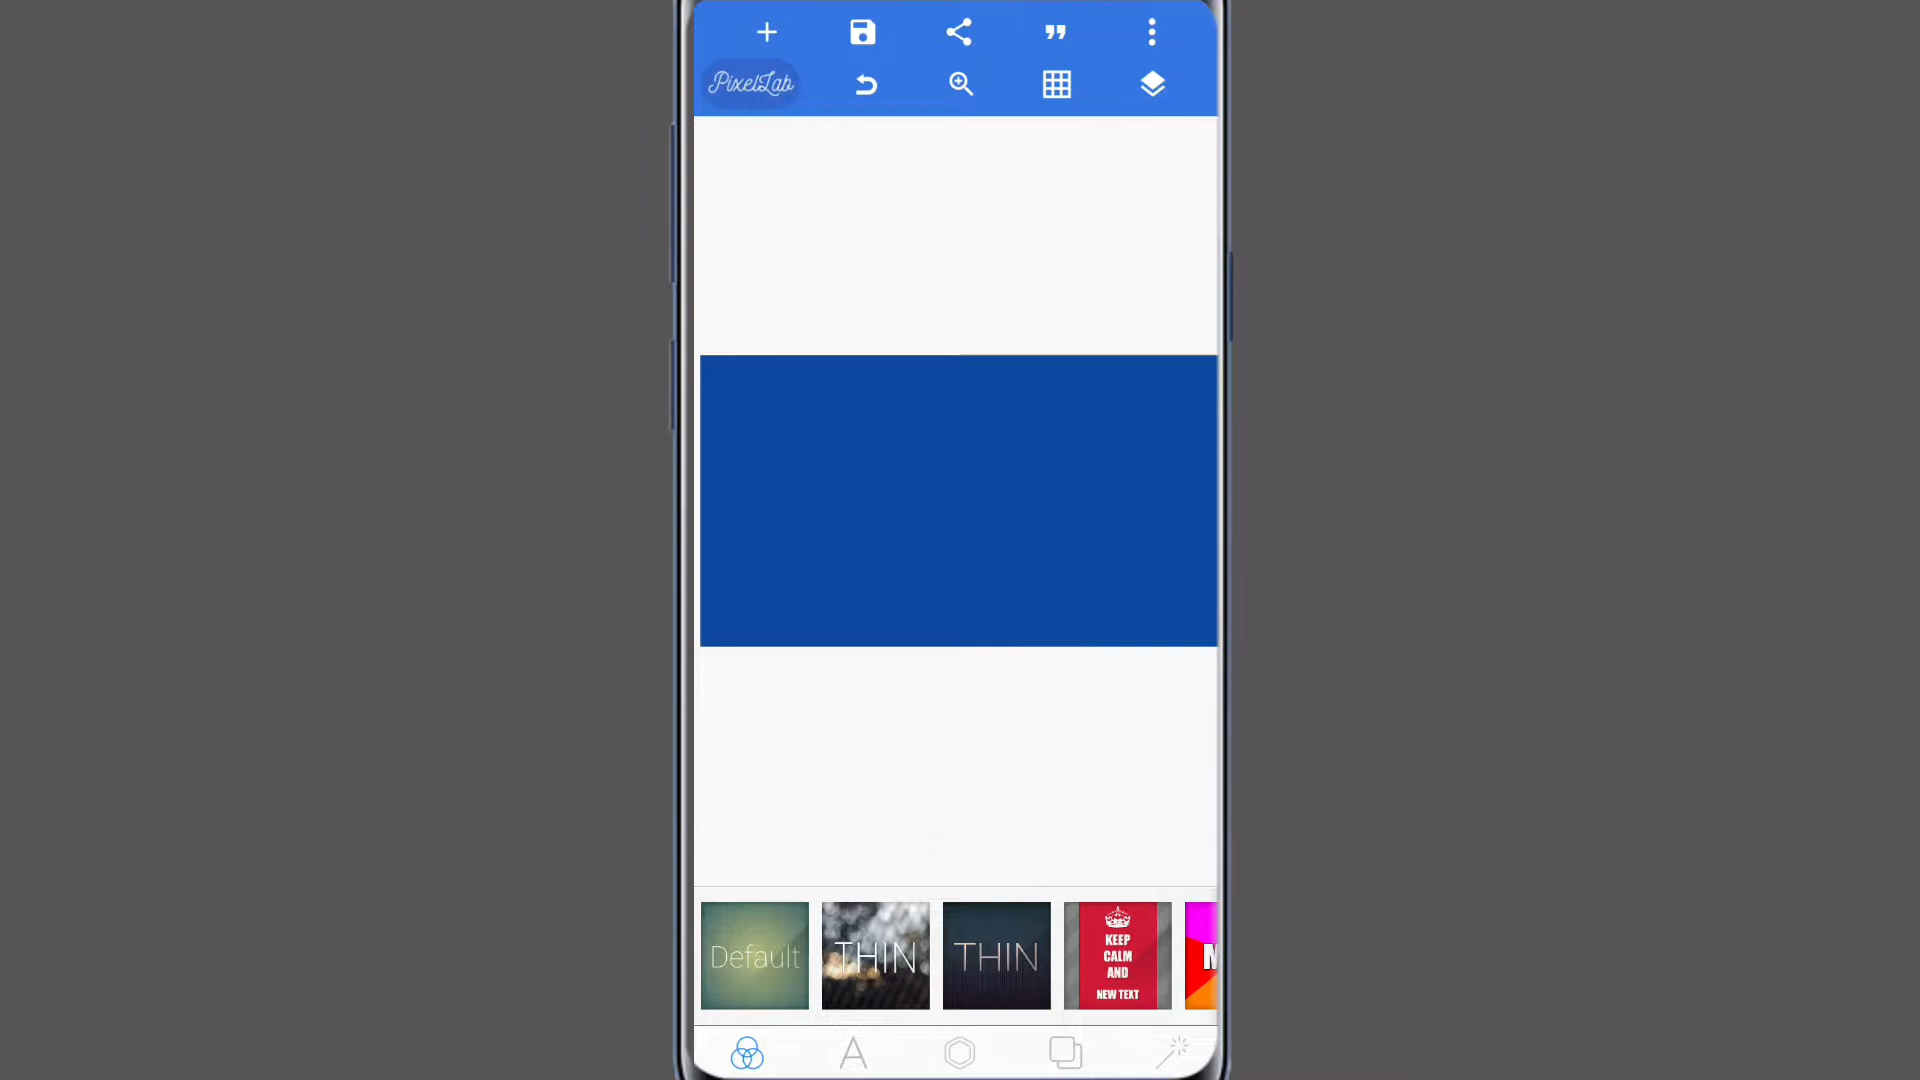 PixelLab
Default
THIN
THIN
KEEP
CALM
AND
NEW TEXT
M